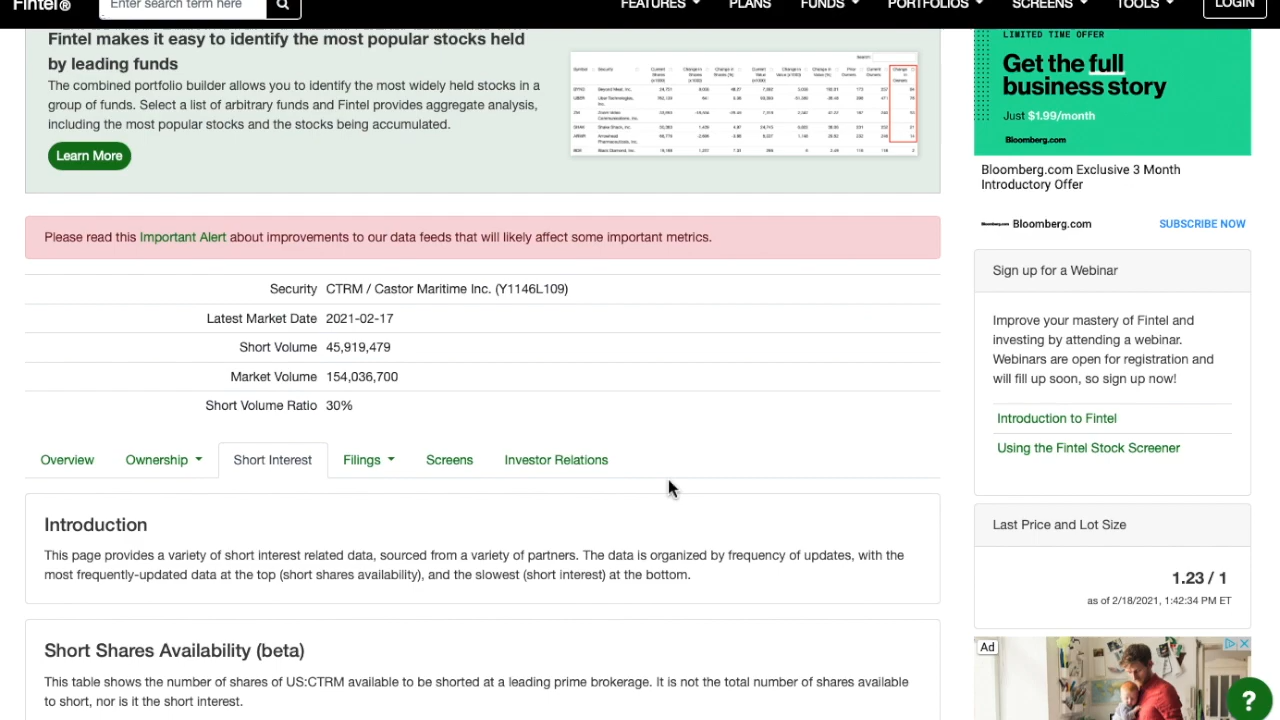 Fintel®
Enter search term here
FEATURES
PLANS
FUNDS
PORTFOLIOS
SCREENS
TOOLS
LOGIN
Fintel makes it easy to identify the most popular stocks held
by leading funds
The combined portfolio builder allows you to identify the most widely held stocks in a
group of funds. Select a list of arbitrary funds and Fintel provides aggregate analysis,
including the most popular stocks and the stocks being accumulated.
Learn More
LIMITED TIME OFFER
Get the full
business story
Just $1.99/month
Bloomberg.com
Bloomberg.com Exclusive 3 Month
Introductory Offer
Bloomberg.com
SUBSCRIBE NOW
Please read this Important Alert about improvements to our data feeds that will likely affect some important metrics.
Security CTRM / Castor Maritime Inc. (Y1146L109)
Latest Market Date 2021-02-17
Short Volume 45,919,479
Market Volume 154,036,700
Short Volume Ratio 30%
Overview
Ownership
Short Interest
Filings
Screens
Investor Relations
Introduction
This page provides a variety of short interest related data, sourced from a variety of partners. The data is organized by frequency of updates, with the
most frequently-updated data at the top (short shares availability), and the slowest (short interest) at the bottom.
Short Shares Availability (beta)
This table shows the number of shares of US:CTRM available to be shorted at a leading prime brokerage. It is not the total number of shares available
to short, nor is it the short interest.
Sign up for a Webinar
Improve your mastery of Fintel and
investing by attending a webinar.
Webinars are open for registration and
will fill up soon, so sign up now!
Introduction to Fintel
Using the Fintel Stock Screener
Last Price and Lot Size
1.23 / 1
as of 2/18/2021, 1:42:34 PM ET
Ad
?